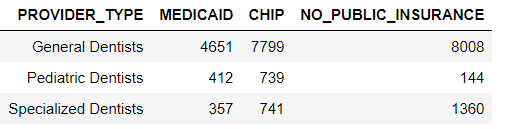 PROVIDER_TYPE MEDICAID CHIP NO_PUBLIC_INSURANCE
General Dentists 4651 7799 8008
Pediatric Dentists 412 739 144
Specialized Dentists 357 741 1360